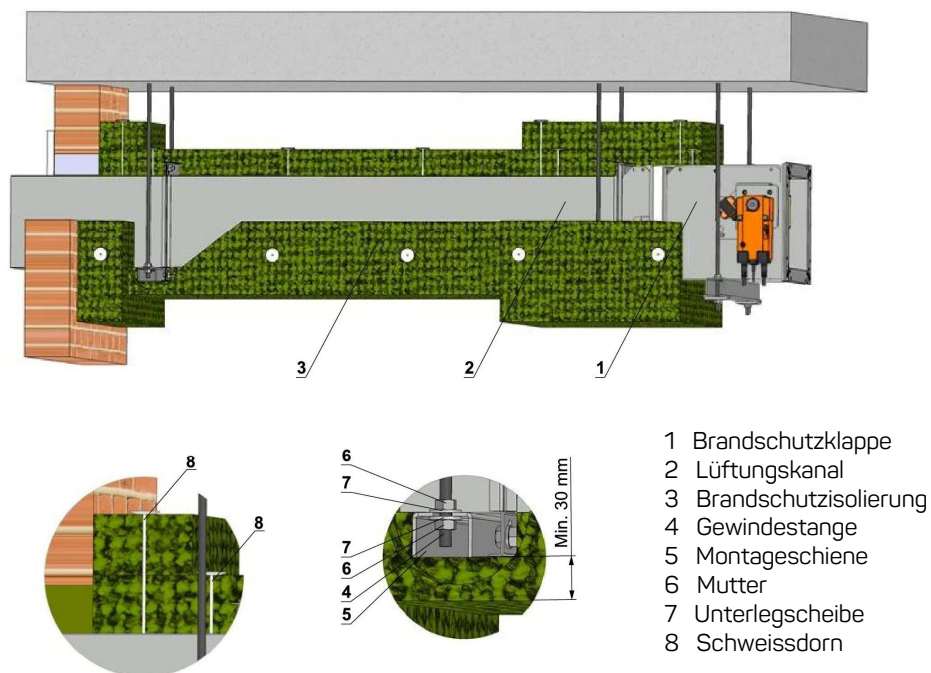 3
2
1
8
8
6
7
7
6
4
5
Min. 30 mm
1 Brandschutzklappe
2 Lüftungskanal
3 Brandschutzisolierung
4 Gewindestange
5 Montageschiene
6 Mutter
7 Unterlegscheibe
8 Schweissdorn